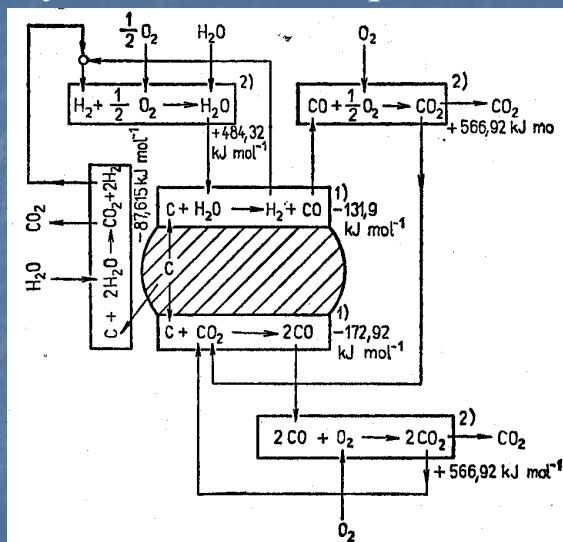 ½O₂ H₂O O₂
2) 2)
H₂ + ½ O₂ → H₂O
CO + ½ O₂ → CO₂ → CO₂
+484,32
kJ mol⁻¹
+ 566,92 kJ mo
-87,615 kJ mol⁻¹
C + 2H₂O → CO₂ + 2H₂
CO₂
H₂O
1)
C + H₂O → H₂ + CO
-131,9
kJ mol⁻¹
C
1)
C + CO₂ → 2CO
-172,92
kJ mol⁻¹
2)
2CO + O₂ → 2CO₂ → CO₂
+ 566,92 kJ mol⁻¹
O₂